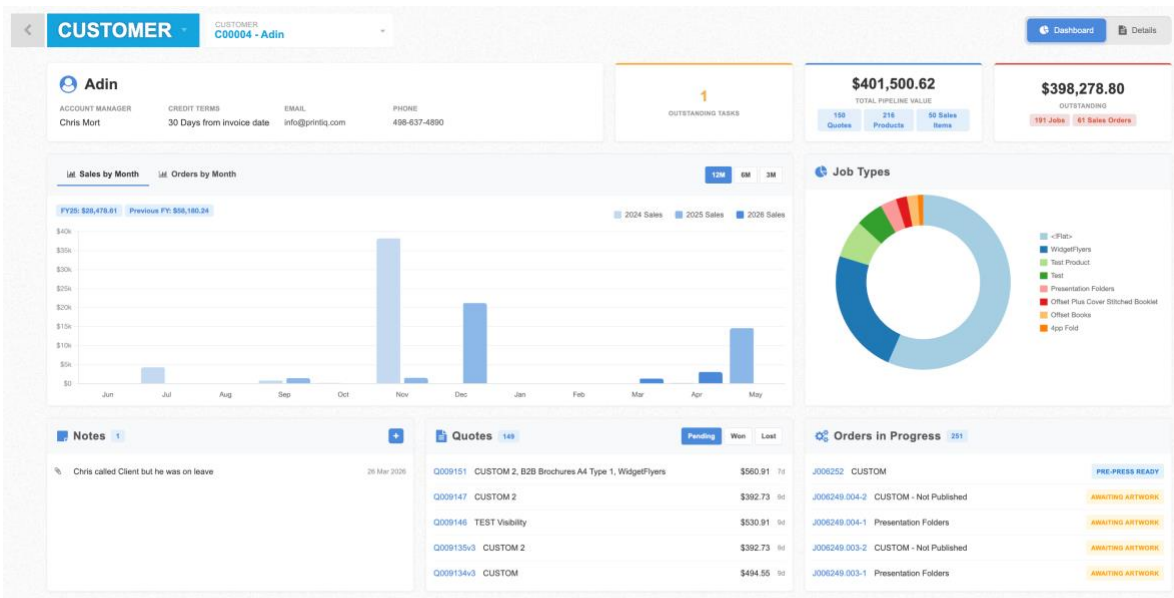 CUSTOMER
CUSTOMER
C00004 - Adin
Dashboard
Details
Adin
ACCOUNT MANAGER
Chris Mort
CREDIT TERMS
30 Days from invoice date
EMAIL
info@printiq.com
PHONE
498-637-4890
1
OUTSTANDING TASKS
$401,500.62
TOTAL PIPELINE VALUE
150 Quotes
216 Products
50 Sales Items
$398,278.80
OUTSTANDING
191 Jobs
61 Sales Orders
Sales by Month
Orders by Month
12M
6M
3M
FY25: $28,478.61
Previous FY: $58,180.24
2024 Sales
2025 Sales
2026 Sales
$40k
$35k
$30k
$25k
$20k
$15k
$10k
$5k
$0
Jun
Jul
Aug
Sep
Oct
Nov
Dec
Jan
Feb
Mar
Apr
May
Job Types
<!Flat>
WidgetFlyers
Test Product
Test
Presentation Folders
Offset Plus Cover Stitched Booklet
Offset Books
4pp Fold
Notes 1
+
Chris called Client but he was on leave
26 Mar 2026
Quotes 149
Pending
Won
Lost
Q009151 CUSTOM 2, B2B Brochures A4 Type 1, WidgetFlyers $560.91 7d
Q009147 CUSTOM 2 $392.73
Q009146 TEST Visibility $530.91 9d
Q009135v3 CUSTOM 2 $392.73 9d
Q009134v3 CUSTOM $494.55 9d
Orders in Progress 251
J006252 CUSTOM PRE-PRESS READY
J006249.004-2 CUSTOM - Not Published AWAITING ARTWORK
J006249.004-1 Presentation Folders AWAITING ARTWORK
J006249.003-2 CUSTOM - Not Published AWAITING ARTWORK
J006249.003-1 Presentation Folders AWAITING ARTWORK